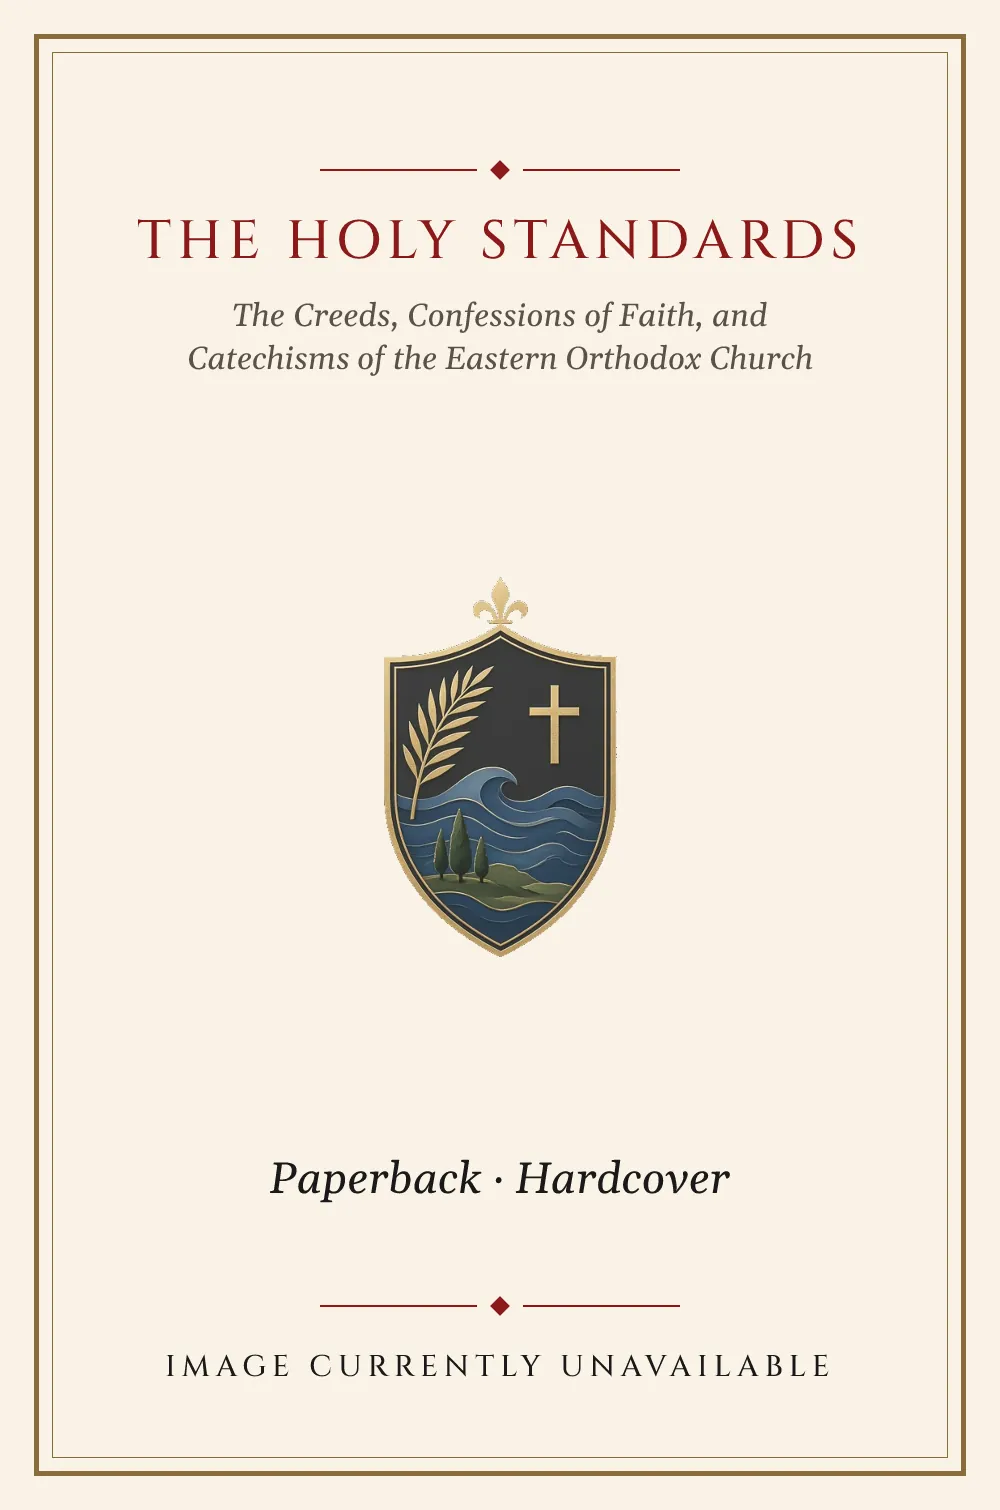 THE HOLY STANDARDS
The Creeds, Confessions of Faith, and
Catechisms of the Eastern Orthodox Church
Paperback · Hardcover
IMAGE CURRENTLY UNAVAILABLE